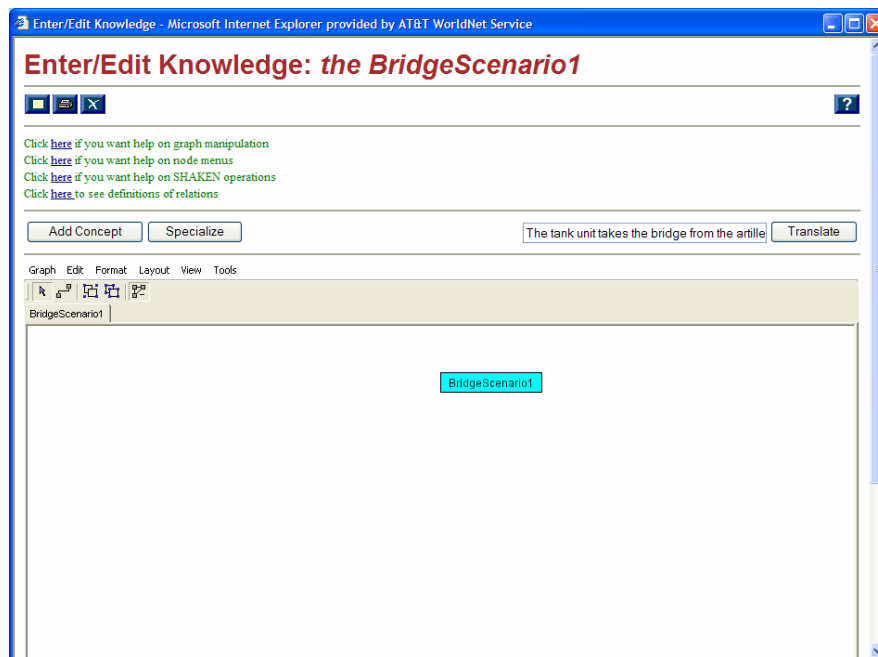 Enter/Edit Knowledge - Microsoft Internet Explorer provided by AT&T WorldNet Service
Enter/Edit Knowledge: the BridgeScenario1
?
Click here if you want help on graph manipulation
Click here if you want help on node menus
Click here if you want help on SHAKEN operations
Click here to see definitions of relations
Add Concept Specialize The tank unit takes the bridge from the artille Translate
Graph Edit Format Layout View Tools
BridgeScenario1
BridgeScenario1